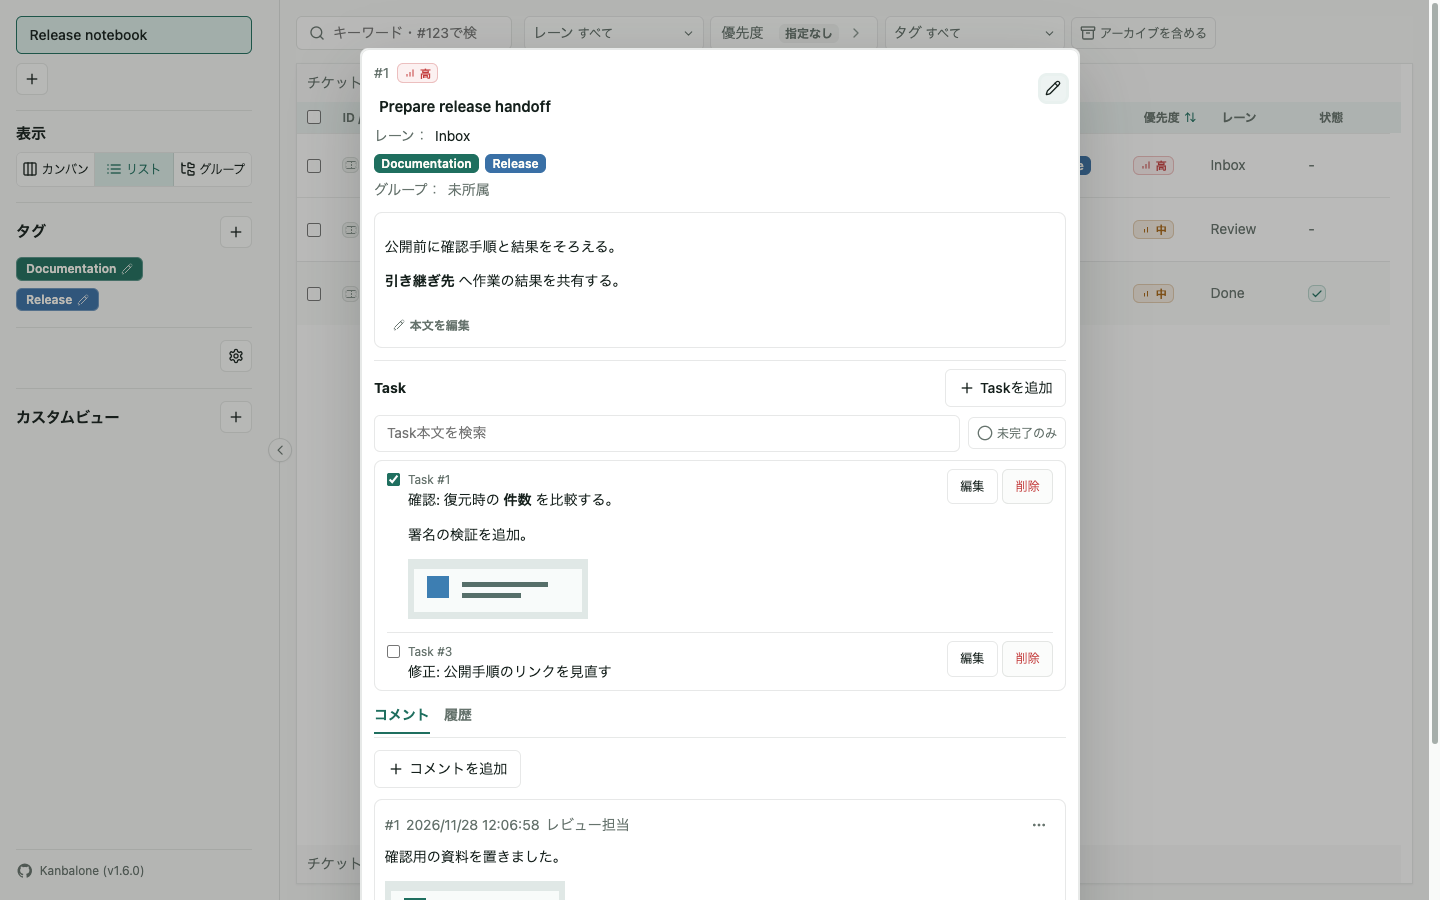 Release notebook
表示
カンバン
リスト
グループ
タグ
Documentation
Release
カスタムビュー
Kanbalone (v1.6.0)
キーワード・#123で検
レーン すべて
優先度 指定なし
タグ すべて
アーカイブを含める
チケット
ID
優先度
レーン
状態
高
Inbox
-
中
Review
-
中
Done
チケット
#1 高
Prepare release handoff
レーン： Inbox
Documentation Release
グループ： 未所属
公開前に確認手順と結果をそろえる。
引き継ぎ先 へ作業の結果を共有する。
本文を編集
Task
Taskを追加
Task本文を検索
未完了のみ
Task #1
確認: 復元時の 件数 を比較する。
署名の検証を追加。
編集
削除
Task #3
修正: 公開手順のリンクを見直す
編集
削除
コメント
履歴
コメントを追加
#1 2026/11/28 12:06:58 レビュー担当
確認用の資料を置きました。